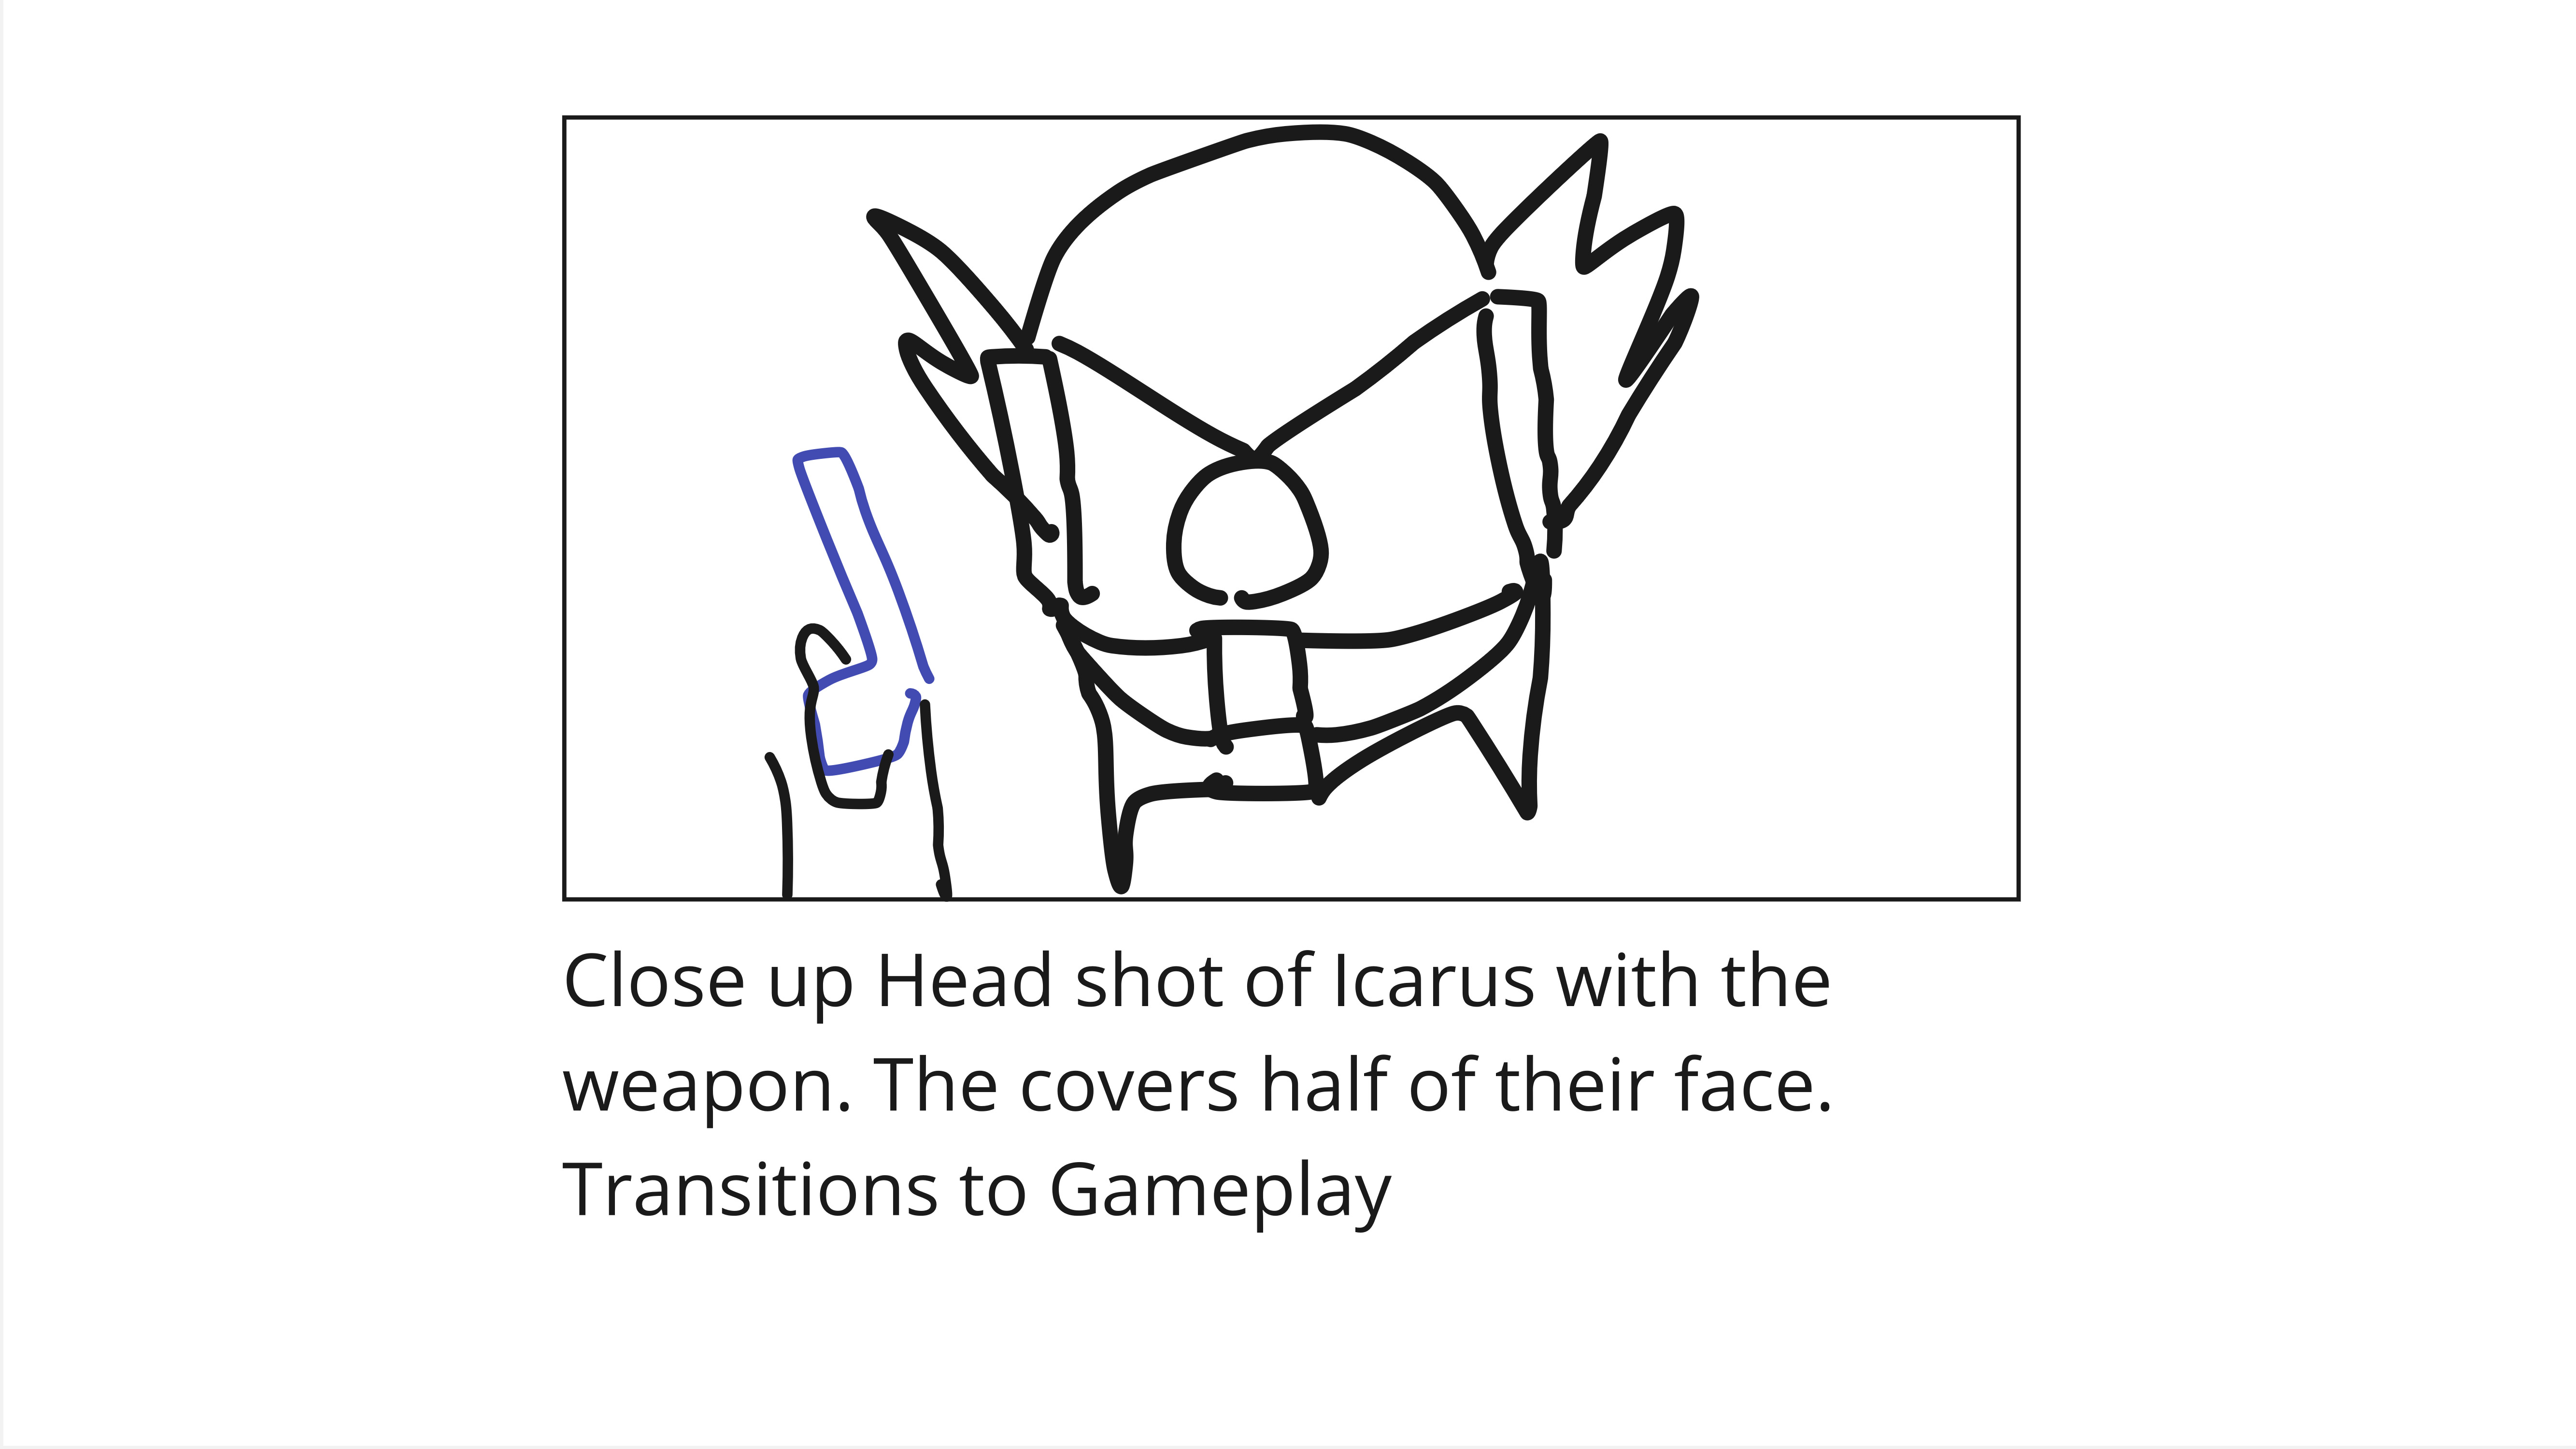 Close up Head shot of Icarus with the
weapon. The covers half of their face.
Transitions to Gameplay